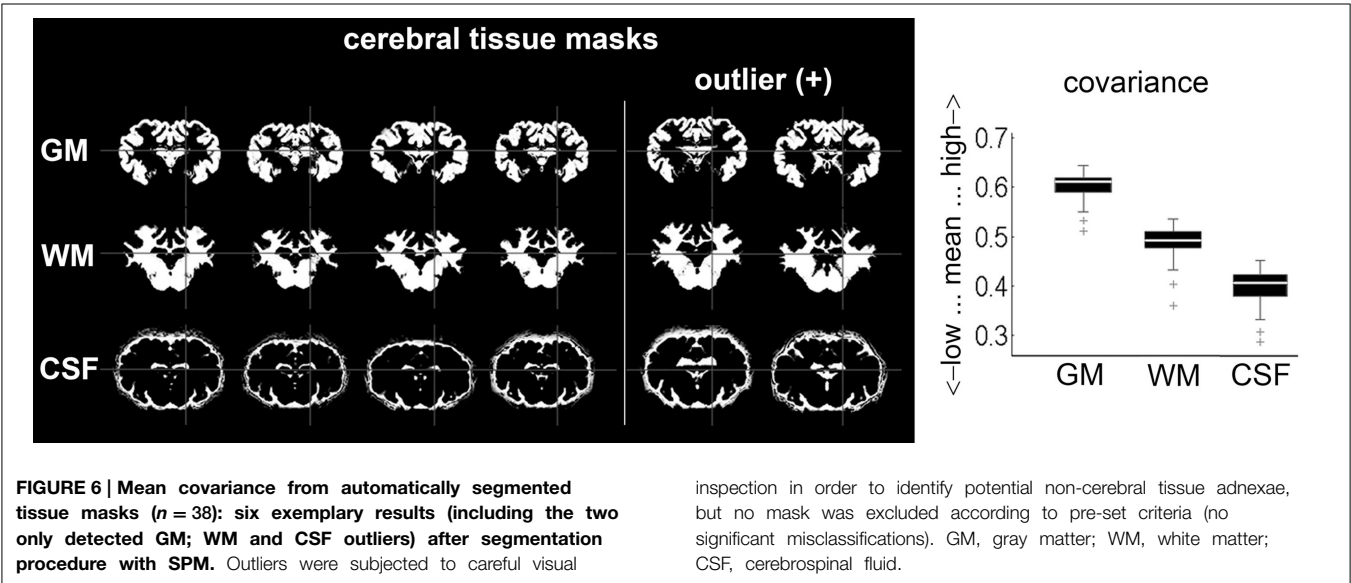 cerebral tissue masks
outlier (+)
GM
WM
CSF
covariance
<–low ... mean ... high–>
0.7
0.6
0.5
0.4
0.3
GM WM CSF
FIGURE 6 | Mean covariance from automatically segmented
tissue masks (n = 38): six exemplary results (including the two
only detected GM; WM and CSF outliers) after segmentation
procedure with SPM. Outliers were subjected to careful visual
inspection in order to identify potential non-cerebral tissue adnexae,
but no mask was excluded according to pre-set criteria (no
significant misclassifications). GM, gray matter; WM, white matter;
CSF, cerebrospinal fluid.